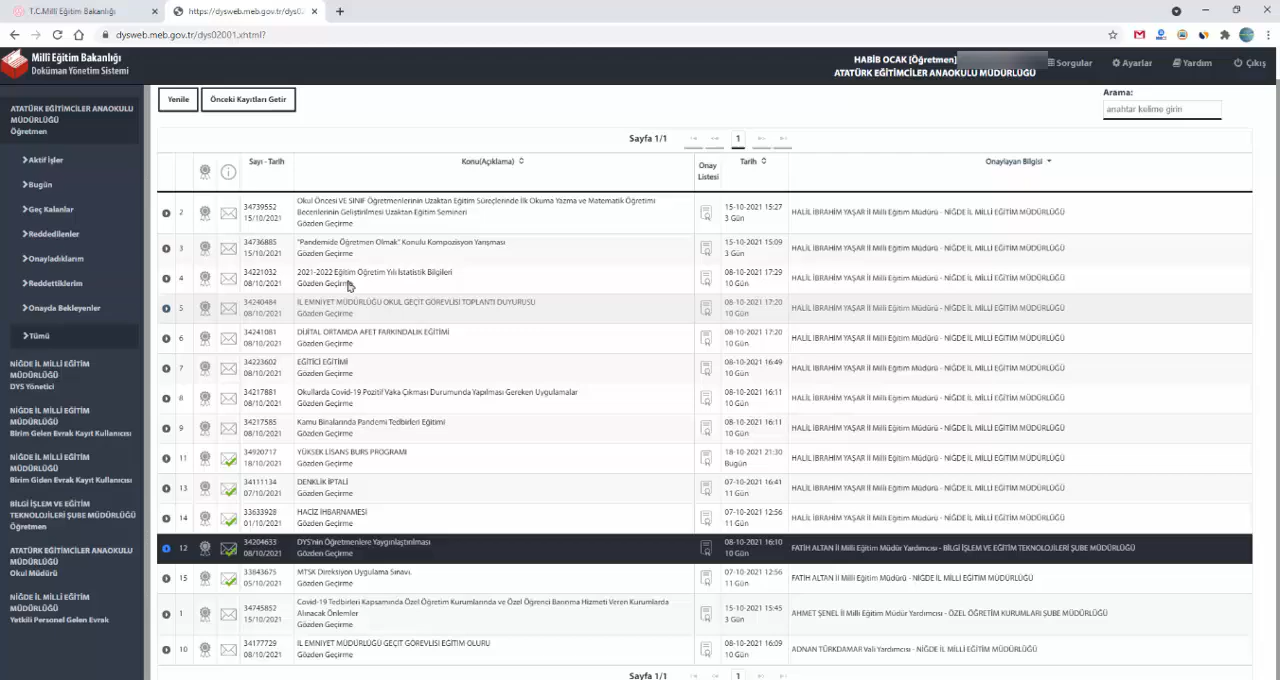 T.C.Millî Eğitim Bakanlığı
https://dysweb.meb.gov.tr/dys02
dysweb.meb.gov.tr/dys02001.xhtml?
Millî Eğitim Bakanlığı
Doküman Yönetim Sistemi
HABİB OCAK [Öğretmen]
ATATÜRK EĞİTİMCİLER ANAOKULU MÜDÜRLÜĞÜ
Sorgular
Ayarlar
Yardım
Çıkış
ATATÜRK EĞİTİMCİLER ANAOKULU
MÜDÜRLÜĞÜ
Öğretmen
Aktif İşler
Bugün
Geç Kalanlar
Reddedilenler
Onayladıklarım
Reddettiklerim
Onayda Bekleyenler
Tümü
NİĞDE İL MİLLİ EĞİTİM
MÜDÜRLÜĞÜ
DYS Yönetici
NİĞDE İL MİLLİ EĞİTİM
MÜDÜRLÜĞÜ
Birim Gelen Evrak Kayıt Kullanıcısı
NİĞDE İL MİLLİ EĞİTİM
MÜDÜRLÜĞÜ
Birim Giden Evrak Kayıt Kullanıcısı
BİLGİ İŞLEM VE EĞİTİM
TEKNOLOJİLERİ ŞUBE MÜDÜRLÜĞÜ
Öğretmen
ATATÜRK EĞİTİMCİLER ANAOKULU
MÜDÜRLÜĞÜ
Okul Müdürü
NİĞDE İL MİLLİ EĞİTİM
MÜDÜRLÜĞÜ
Yetkili Personel Gelen Evrak
Yenile
Önceki Kayıtları Getir
Arama:
anahtar kelime girin
Sayfa 1/1 1
Sayı - Tarih Konu(Açıklama) Onay Listesi Tarih Onaylayan Bilgisi
2 34739552 15/10/2021 Okul Öncesi VE SINIF Öğretmenlerinin Uzaktan Eğitim Süreçlerinde İlk Okuma Yazma ve Matematik Öğretimi
Becerilerinin Geliştirilmesi Uzaktan Eğitim Semineri
Gözden Geçirme
15-10-2021 15:27
3 Gün
HALİL İBRAHİM YAŞAR İl Milli Eğitim Müdürü - NİĞDE İL MİLLİ EĞİTİM MÜDÜRLÜĞÜ
3 34736885 15/10/2021 "Pandemide Öğretmen Olmak" Konulu Kompozisyon Yarışması
Gözden Geçirme
15-10-2021 15:09
3 Gün
HALİL İBRAHİM YAŞAR İl Milli Eğitim Müdürü - NİĞDE İL MİLLİ EĞİTİM MÜDÜRLÜĞÜ
4 34221032 08/10/2021 2021-2022 Eğitim Öğretim Yılı İstatistik Bilgileri
Gözden Geçirme
08-10-2021 17:29
10 Gün
HALİL İBRAHİM YAŞAR İl Milli Eğitim Müdürü - NİĞDE İL MİLLİ EĞİTİM MÜDÜRLÜĞÜ
5 34240484 08/10/2021 İL EMNİYET MÜDÜRLÜĞÜ OKUL GEÇİT GÖREVLİSİ TOPLANTI DUYURUSU
Gözden Geçirme
08-10-2021 17:20
10 Gün
HALİL İBRAHİM YAŞAR İl Milli Eğitim Müdürü - NİĞDE İL MİLLİ EĞİTİM MÜDÜRLÜĞÜ
6 34241081 08/10/2021 DİJİTAL ORTAMDA AFET FARKINDALIK EĞİTİMİ
Gözden Geçirme
08-10-2021 17:20
10 Gün
HALİL İBRAHİM YAŞAR İl Milli Eğitim Müdürü - NİĞDE İL MİLLİ EĞİTİM MÜDÜRLÜĞÜ
7 34223602 08/10/2021 EĞİTİCİ EĞİTİMİ
Gözden Geçirme
08-10-2021 16:49
10 Gün
HALİL İBRAHİM YAŞAR İl Milli Eğitim Müdürü - NİĞDE İL MİLLİ EĞİTİM MÜDÜRLÜĞÜ
8 34217881 08/10/2021 Okullarda Covid-19 Pozitif Vaka Çıkması Durumunda Yapılması Gereken Uygulamalar
Gözden Geçirme
08-10-2021 16:11
10 Gün
HALİL İBRAHİM YAŞAR İl Milli Eğitim Müdürü - NİĞDE İL MİLLİ EĞİTİM MÜDÜRLÜĞÜ
9 34217585 08/10/2021 Kamu Binalarında Pandemi Tedbirleri Eğitimi
Gözden Geçirme
08-10-2021 16:11
10 Gün
HALİL İBRAHİM YAŞAR İl Milli Eğitim Müdürü - NİĞDE İL MİLLİ EĞİTİM MÜDÜRLÜĞÜ
11 34920717 18/10/2021 YÜKSEK LİSANS BURS PROGRAMI
Gözden Geçirme
18-10-2021 21:30
Bugün
HALİL İBRAHİM YAŞAR İl Milli Eğitim Müdürü - NİĞDE İL MİLLİ EĞİTİM MÜDÜRLÜĞÜ
13 34111134 07/10/2021 DENKLİK İPTALİ
Gözden Geçirme
07-10-2021 16:41
11 Gün
HALİL İBRAHİM YAŞAR İl Milli Eğitim Müdürü - NİĞDE İL MİLLİ EĞİTİM MÜDÜRLÜĞÜ
14 33633928 01/10/2021 HACİZ İHBARNAMESİ
Gözden Geçirme
07-10-2021 12:56
11 Gün
HALİL İBRAHİM YAŞAR İl Milli Eğitim Müdürü - NİĞDE İL MİLLİ EĞİTİM MÜDÜRLÜĞÜ
12 34204633 08/10/2021 DYS'nin Öğretmenlere Yaygınlaştırılması
Gözden Geçirme
08-10-2021 16:10
10 Gün
FATİH ALTAN İl Milli Eğitim Müdür Yardımcısı - BİLGİ İŞLEM VE EĞİTİM TEKNOLOJİLERİ ŞUBE MÜDÜRLÜĞÜ
15 33843675 05/10/2021 MTSK Direksiyon Uygulama Sınavı.
Gözden Geçirme
07-10-2021 12:56
11 Gün
FATİH ALTAN İl Milli Eğitim Müdürü - NİĞDE İL MİLLİ EĞİTİM MÜDÜRLÜĞÜ
1 34745852 15/10/2021 Covid-19 Tedbirleri Kapsamında Özel Öğretim Kurumlarında ve Özel Öğrenci Barınma Hizmeti Veren Kurumlarda
Alınacak Önlemler
Gözden Geçirme
15-10-2021 15:45
3 Gün
AHMET ŞENEL İl Milli Eğitim Müdür Yardımcısı - ÖZEL ÖĞRETİM KURUMLARI ŞUBE MÜDÜRLÜĞÜ
10 34177729 08/10/2021 İL EMNİYET MÜDÜRLÜĞÜ GEÇİT GÖREVLİSİ EĞİTİM OLURU
Gözden Geçirme
08-10-2021 16:09
10 Gün
ADNAN TÜRKDAMAR Vali Yardımcısı - NİĞDE İL MİLLİ EĞİTİM MÜDÜRLÜĞÜ
Sayfa 1/1 1